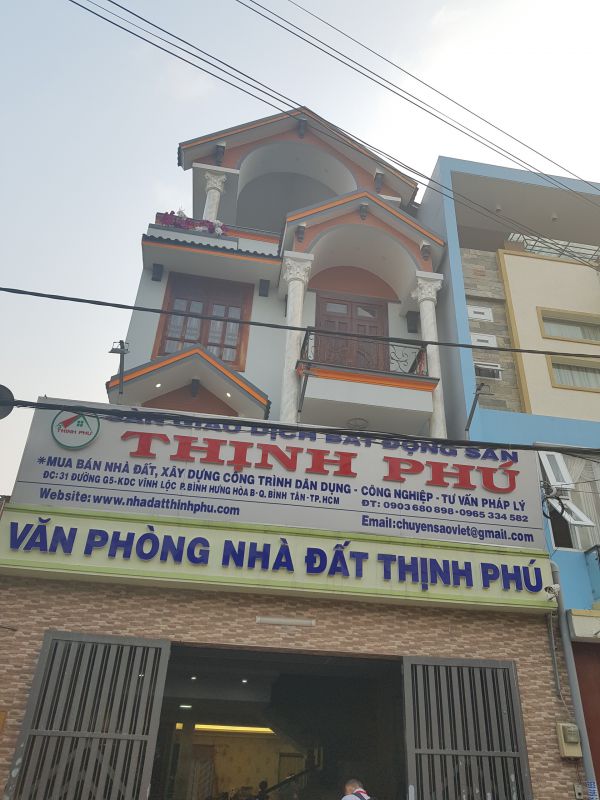 SÀN GIAO DỊCH BẤT ĐỘNG SẢN
THỊNH PHÚ
THỊNH PHÚ
*MUA BÁN NHÀ ĐẤT, XÂY DỰNG CÔNG TRÌNH DÂN DỤNG - CÔNG NGHIỆP - TƯ VẤN PHÁP LÝ
ĐC: 31 ĐƯỜNG G5-KDC VĨNH LỘC P.BÌNH HƯNG HÒA B-Q.BÌNH TÂN-TP.HCM
ĐT: 0903 680 898 -0965 334 582
Website: www.nhadatthinhphu.com
Email:chuyensaoviet@gmail.com
VĂN PHÒNG NHÀ ĐẤT THỊNH PHÚ